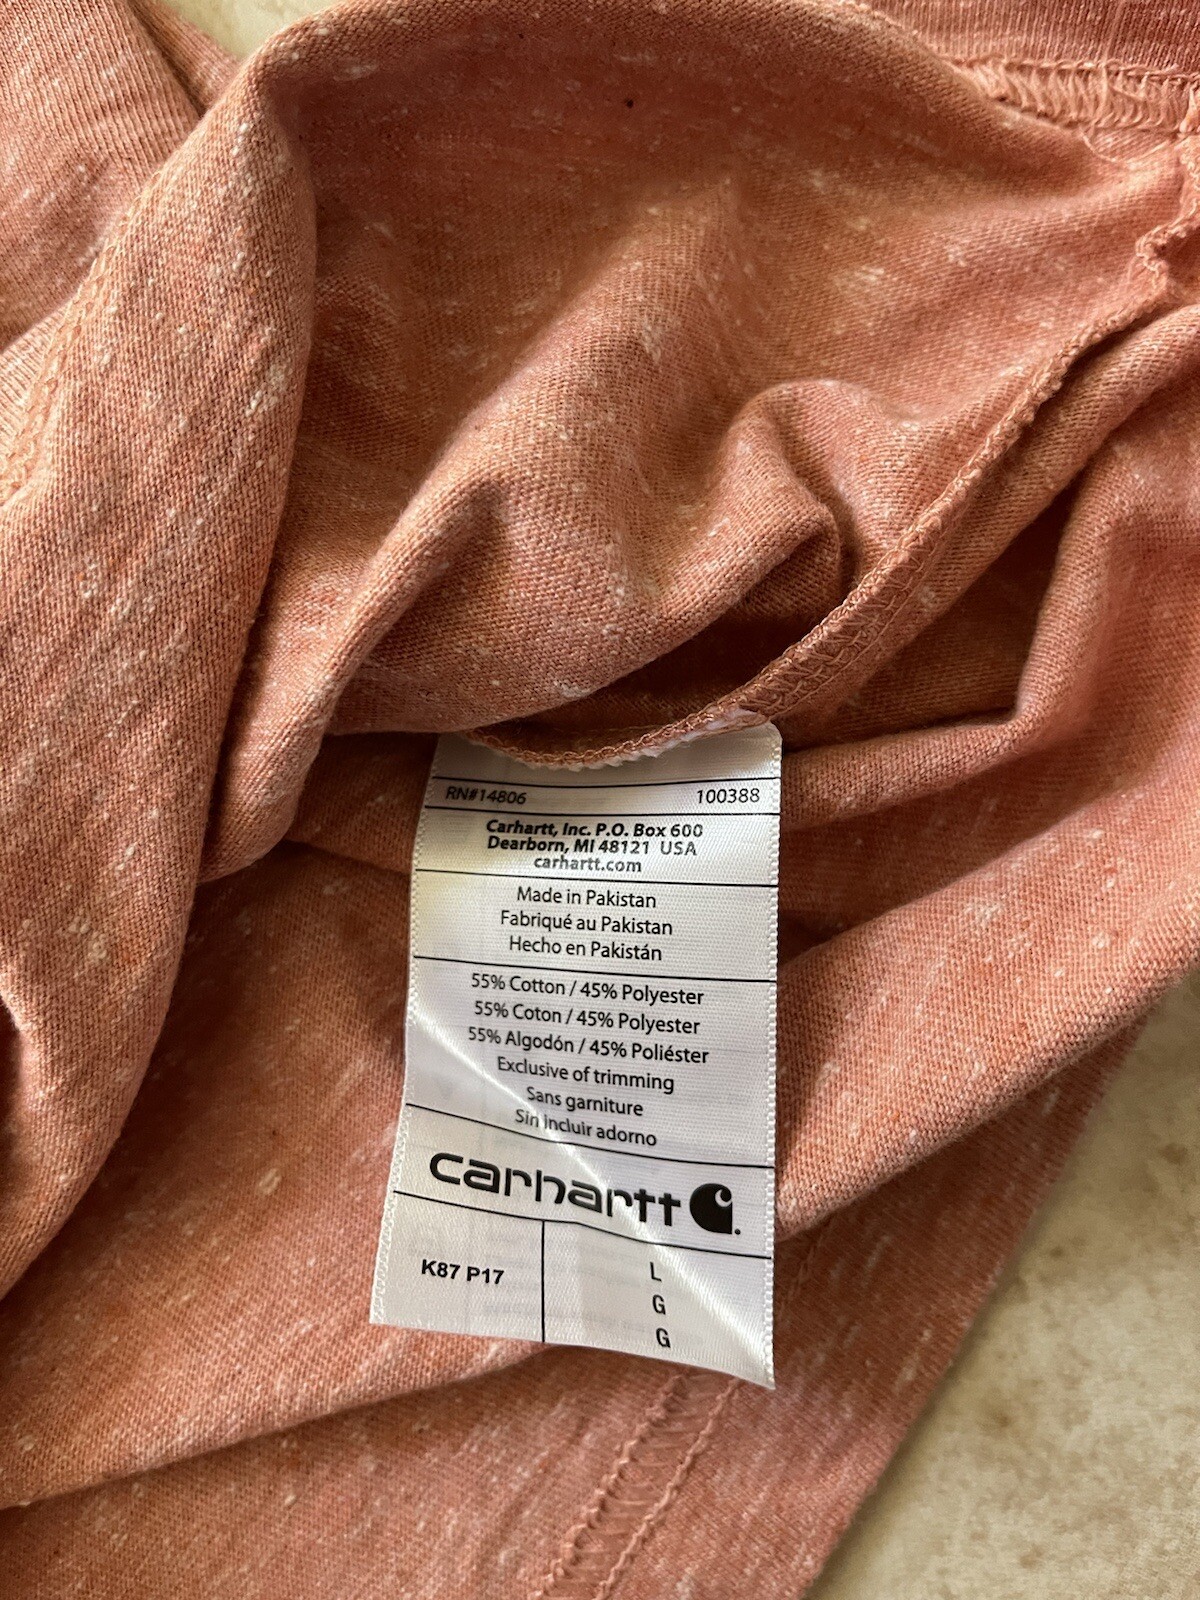 RN#14806 100388
Carhartt, Inc. P.O. Box 600
Dearborn, MI 48121 USA
carhartt.com
Made in Pakistan
Fabriqué au Pakistan
Hecho en Pakistán
55% Cotton / 45% Polyester
55% Coton / 45% Polyester
55% Algodón / 45% Poliéster
Exclusive of trimming
Sans garniture
Sin incluir adorno
carhartt
K87 P17
L
G
G